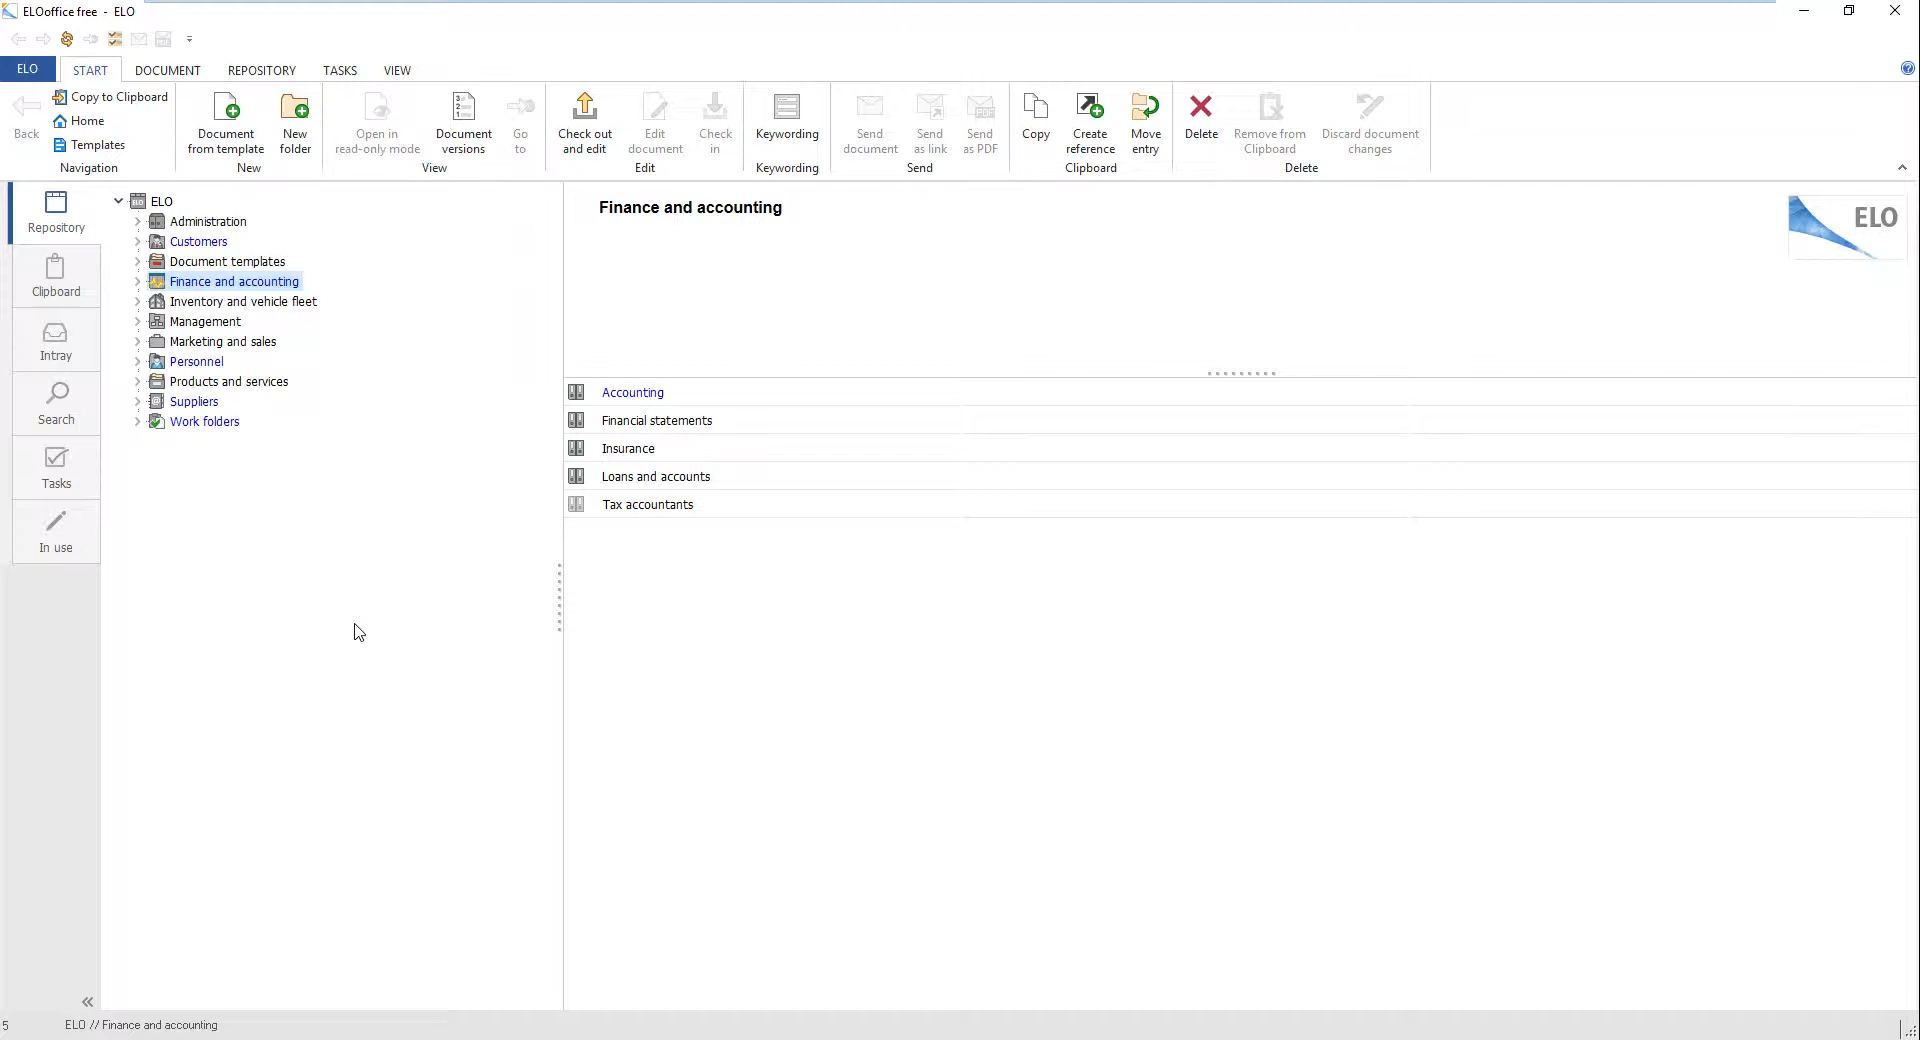 ELOoffice free - ELO
ELO
START
DOCUMENT
REPOSITORY
TASKS
VIEW
Back
Copy to Clipboard
Home
Templates
Navigation
Document
from template
New
folder
New
Open in
read-only mode
Document
versions
Go
to
View
Check out
and edit
Edit
document
Check
in
Edit
Keywording
Keywording
Send
document
Send
as link
Send
as PDF
Send
Copy
Create
reference
Move
entry
Clipboard
Delete
Remove from
Clipboard
Discard document
changes
Delete
Repository
Clipboard
Intray
Search
Tasks
In use
ELO
Administration
Customers
Document templates
Finance and accounting
Inventory and vehicle fleet
Management
Marketing and sales
Personnel
Products and services
Suppliers
Work folders
Finance and accounting
ELO
Accounting
Financial statements
Insurance
Loans and accounts
Tax accountants
5
ELO // Finance and accounting